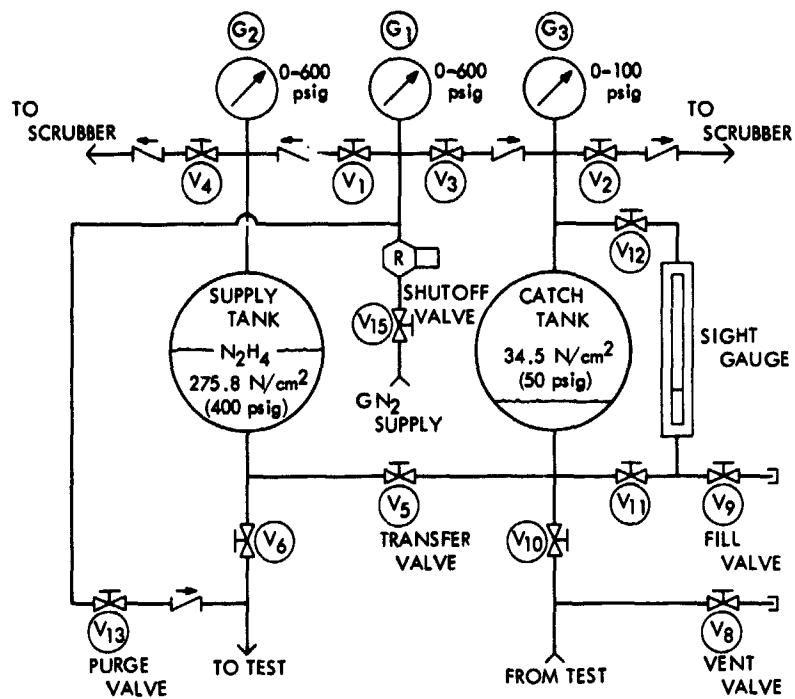 G2
G1
G3
0-600
psig
0-600
psig
0-100
psig
TO
SCRUBBER
TO
SCRUBBER
V4
V1
V3
V2
V12
R
SHUTOFF
VALVE
V15
SUPPLY
TANK
N2H4
275.8 N/cm2
(400 psig)
CATCH
TANK
34.5 N/cm2
(50 psig)
SIGHT
GAUGE
GN2
SUPPLY
V5
TRANSFER
VALVE
V11
V9
FILL
VALVE
V6
V10
V13
PURGE
VALVE
TO TEST
FROM TEST
V8
VENT
VALVE